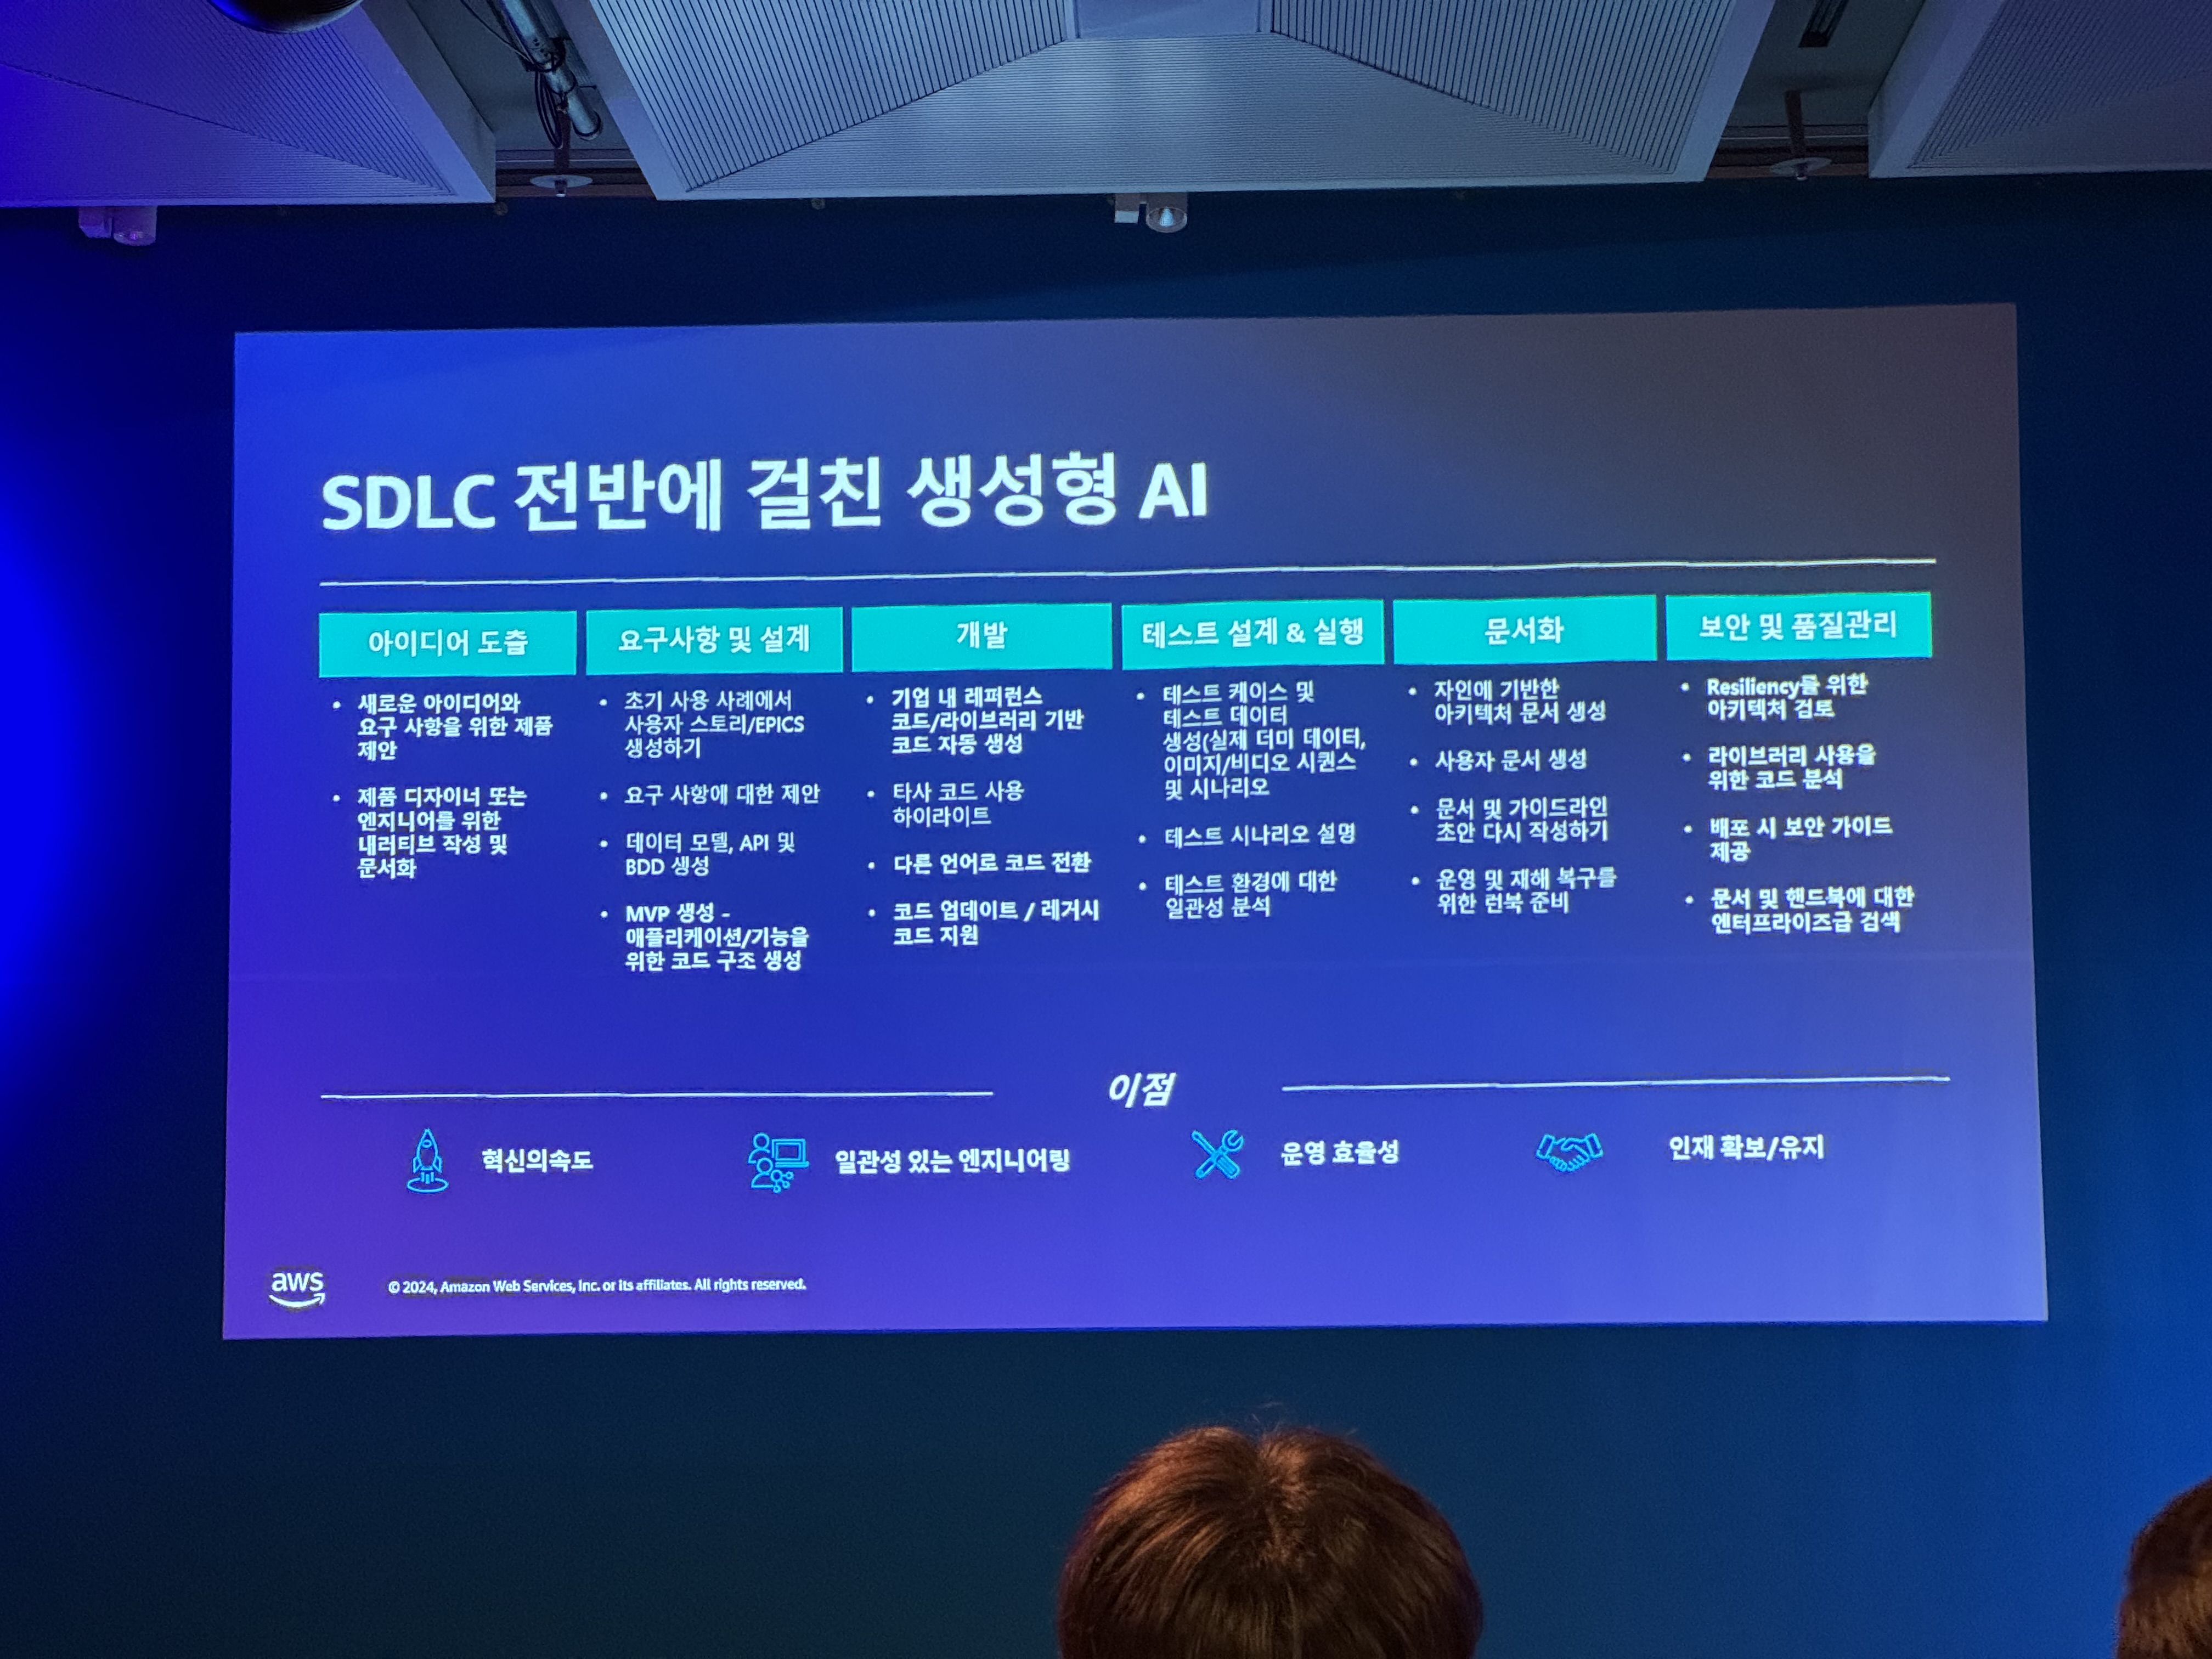 SDLC 전반에 걸친 생성형 AI
아이디어 도출
• 새로운 아이디어와
요구 사항을 위한 제품
제안
• 제품 디자이너 또는
엔지니어를 위한
내러티브 작성 및
문서화
요구사항 및 설계
• 초기 사용 사례에서
사용자 스토리/EPICS
생성하기
• 요구 사항에 대한 제안
• 데이터 모델, API 및
BDD 생성
• MVP 생성 -
애플리케이션/기능을
위한 코드 구조 생성
개발
• 기업 내 레퍼런스
코드/라이브러리 기반
코드 자동 생성
• 타사 코드 사용
하이라이트
• 다른 언어로 코드 전환
• 코드 업데이트 / 레거시
코드 지원
테스트 설계 & 실행
• 테스트 케이스 및
테스트 데이터
생성(실제 더미 데이터,
이미지/비디오 시퀀스
및 시나리오
• 테스트 시나리오 설명
• 테스트 환경에 대한
일관성 분석
문서화
• 자인에 기반한
아키텍처 문서 생성
• 사용자 문서 생성
• 문서 및 가이드라인
초안 다시 작성하기
• 운영 및 재해 복구를
위한 런북 준비
보안 및 품질관리
• Resiliency를 위한
아키텍처 검토
• 라이브러리 사용을
위한 코드 분석
• 배포 시 보안 가이드
제공
• 문서 및 핸드북에 대한
엔터프라이즈급 검색
이점
혁신의속도
일관성 있는 엔지니어링
운영 효율성
인재 확보/유지
aws
© 2024, Amazon Web Services, Inc. or its affiliates. All rights reserved.